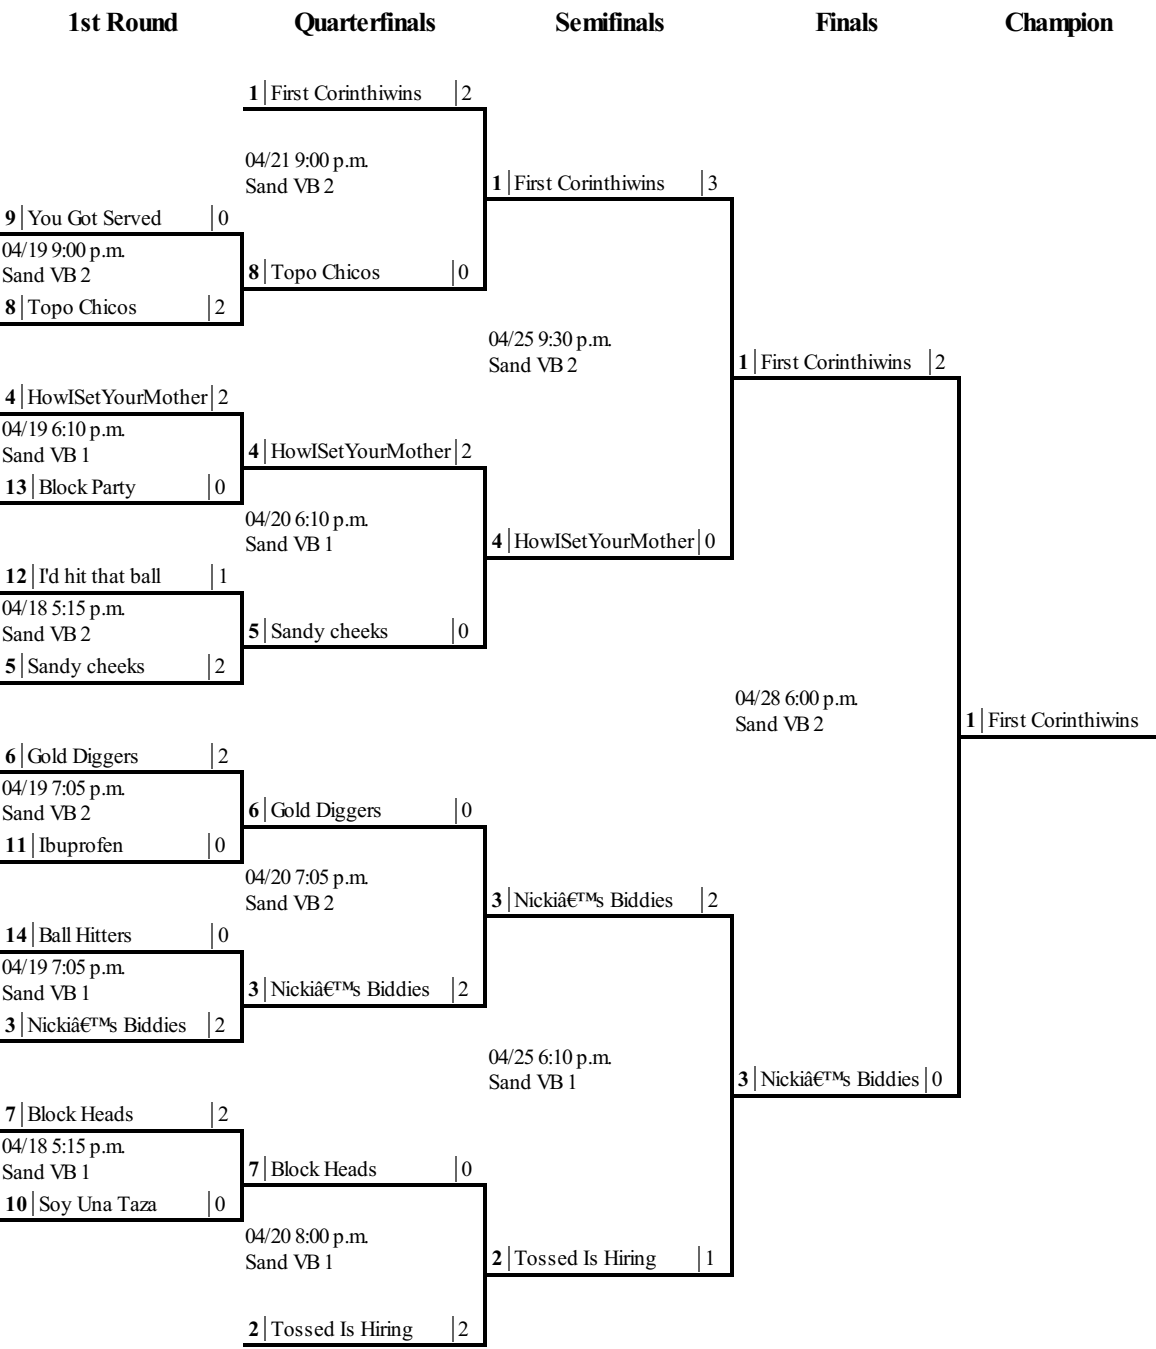 1st Round
Quarterfinals
Semifinals
Finals
Champion
1 First Corinthiwins 2
04/21 9:00 p.m.
Sand VB 2
1 First Corinthiwins 3
9 You Got Served 0
04/19 9:00 p.m.
Sand VB 2
8 Topo Chicos 0
8 Topo Chicos 2
04/25 9:30 p.m.
Sand VB 2
1 First Corinthiwins 2
4 HowISetYourMother 2
04/19 6:10 p.m.
Sand VB 1
4 HowISetYourMother 2
13 Block Party 0
04/20 6:10 p.m.
Sand VB 1
4 HowISetYourMother 0
12 I'd hit that ball 1
04/18 5:15 p.m.
Sand VB 2
5 Sandy cheeks 0
5 Sandy cheeks 2
04/28 6:00 p.m.
Sand VB 2
1 First Corinthiwins
6 Gold Diggers 2
04/19 7:05 p.m.
Sand VB 2
6 Gold Diggers 0
11 Ibuprofen 0
04/20 7:05 p.m.
Sand VB 2
3 Nickiâ€™s Biddies 2
14 Ball Hitters 0
04/19 7:05 p.m.
Sand VB 1
3 Nickiâ€™s Biddies 2
3 Nickiâ€™s Biddies 2
04/25 6:10 p.m.
Sand VB 1
3 Nickiâ€™s Biddies 0
7 Block Heads 2
04/18 5:15 p.m.
Sand VB 1
7 Block Heads 0
10 Soy Una Taza 0
04/20 8:00 p.m.
Sand VB 1
2 Tossed Is Hiring 1
2 Tossed Is Hiring 2